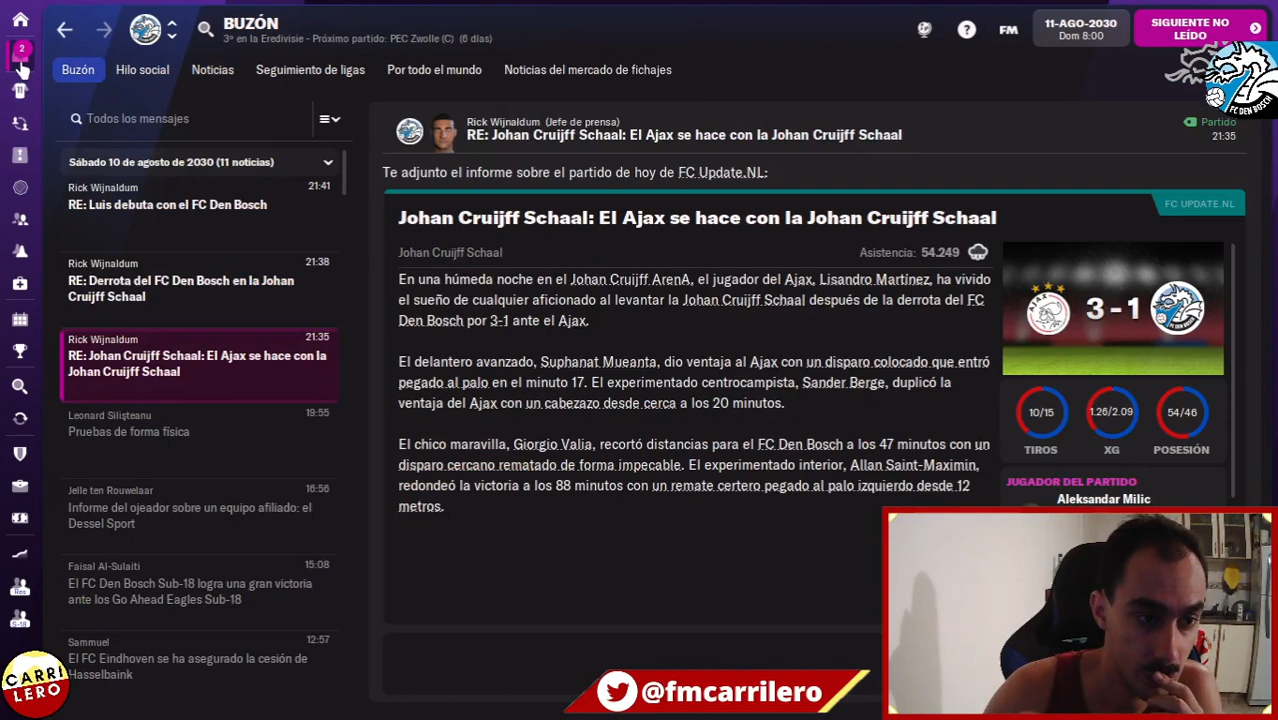 2
BUZÓN
3ª en la Eredivisie - Próximo partido: PEC Zwolle (C) (6 días)
FM
11-AGO-2030
Dom 8:00
SIGUIENTE NO LEÍDO
FC DEN BOSCH
Buzón
Hilo social
Noticias
Seguimiento de ligas
Por todo el mundo
Noticias del mercado de fichajes
Todos los mensajes
Sábado 10 de agosto de 2030 (11 noticias)
Rick Wijnaldum
21:41
RE: Luis debuta con el FC Den Bosch
Rick Wijnaldum
21:38
RE: Derrota del FC Den Bosch en la Johan
Cruijff Schaal
Rick Wijnaldum
21:35
RE: Johan Cruijff Schaal: El Ajax se hace con la
Johan Cruijff Schaal
Leonard Silișteanu
19:55
Pruebas de forma física
Jelle ten Rouwelaar
16:56
Informe del ojeador sobre un equipo afiliado: el
Dessel Sport
Faisal Al-Sulaiti
15:08
El FC Den Bosch Sub-18 logra una gran victoria
ante los Go Ahead Eagles Sub-18
Sammuel
12:57
El FC Eindhoven se ha asegurado la cesión de
Hasselbaink
Rick Wijnaldum (Jefe de prensa)
RE: Johan Cruijff Schaal: El Ajax se hace con la Johan Cruijff Schaal
Partido
21:35
Te adjunto el informe sobre el partido de hoy de FC Update.NL:
FC UPDATE.NL
Johan Cruijff Schaal: El Ajax se hace con la Johan Cruijff Schaal
Johan Cruijff Schaal
Asistencia: 54.249
En una húmeda noche en el Johan Cruijff ArenA, el jugador del Ajax, Lisandro Martínez, ha vivido
el sueño de cualquier aficionado al levantar la Johan Cruijff Schaal después de la derrota del FC
Den Bosch por 3-1 ante el Ajax.
El delantero avanzado, Suphanat Mueanta, dio ventaja al Ajax con un disparo colocado que entró
pegado al palo en el minuto 17. El experimentado centrocampista, Sander Berge, duplicó la
ventaja del Ajax con un cabezazo desde cerca a los 20 minutos.
El chico maravilla, Giorgio Valia, recortó distancias para el FC Den Bosch a los 47 minutos con un
disparo cercano rematado de forma impecable. El experimentado interior, Allan Saint-Maximin,
redondeó la victoria a los 88 minutos con un remate certero pegado al palo izquierdo desde 12
metros.
AJAX
3 - 1
10/15
1.26/2.09
54/46
TIROS
XG
POSESIÓN
JUGADOR DEL PARTIDO
Aleksandar Milic
Res
S-18
CARRI
LERO
@fmcarrilero